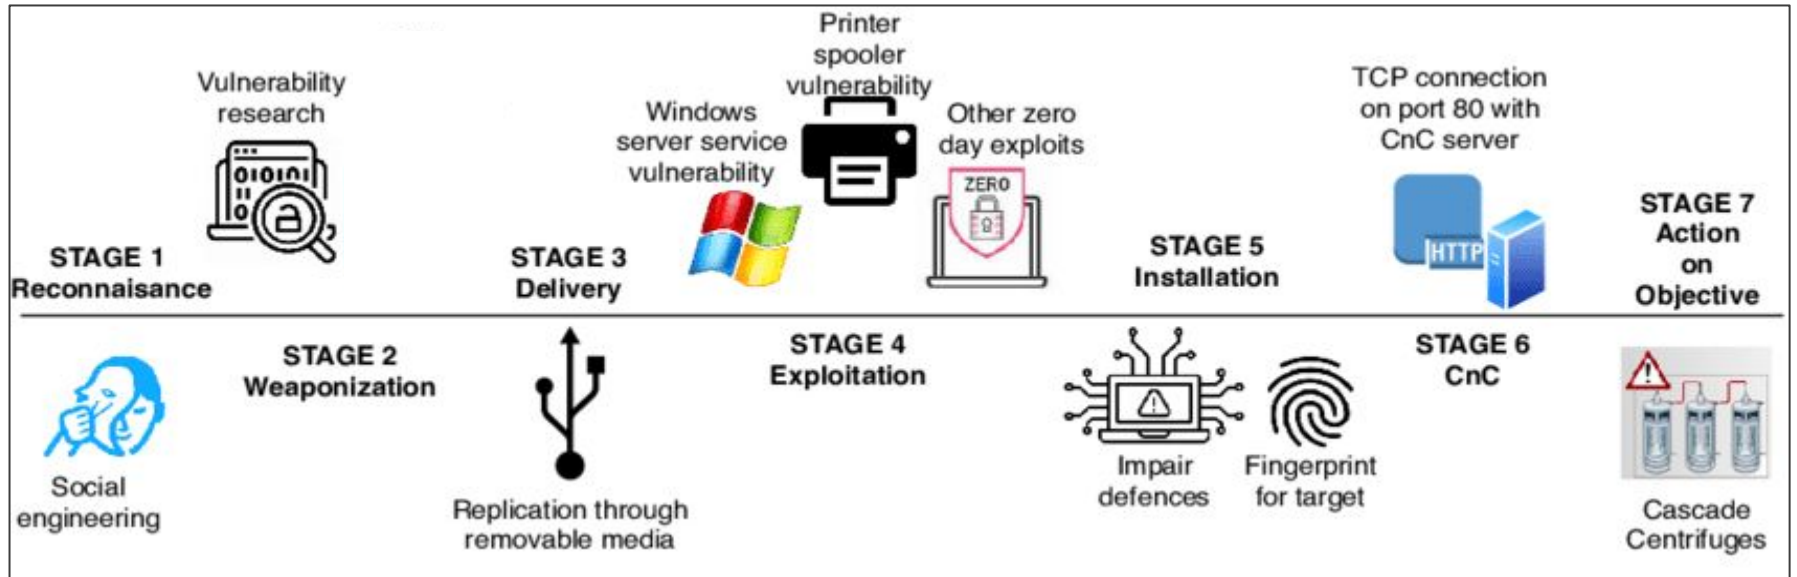 STAGE 1
Reconnaisance
Social
engineering
Vulnerability
research
STAGE 2
Weaponization
STAGE 3
Delivery
Replication through
removable media
Windows
server service
vulnerability
Printer
spooler
vulnerability
Other zero
day exploits
ZERO
STAGE 4
Exploitation
STAGE 5
Installation
Impair
defences
Fingerprint
for target
TCP connection
on port 80 with
CnC server
HTTP
STAGE 6
CnC
STAGE 7
Action
on
Objective
Cascade
Centrifuges